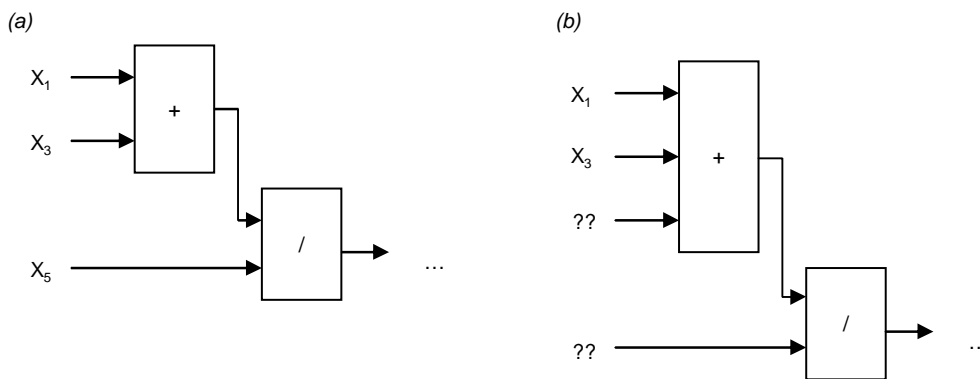 (a)
X₁
X₃
+
X₅
/
...
(b)
X₁
X₃
??
+
??
/
...